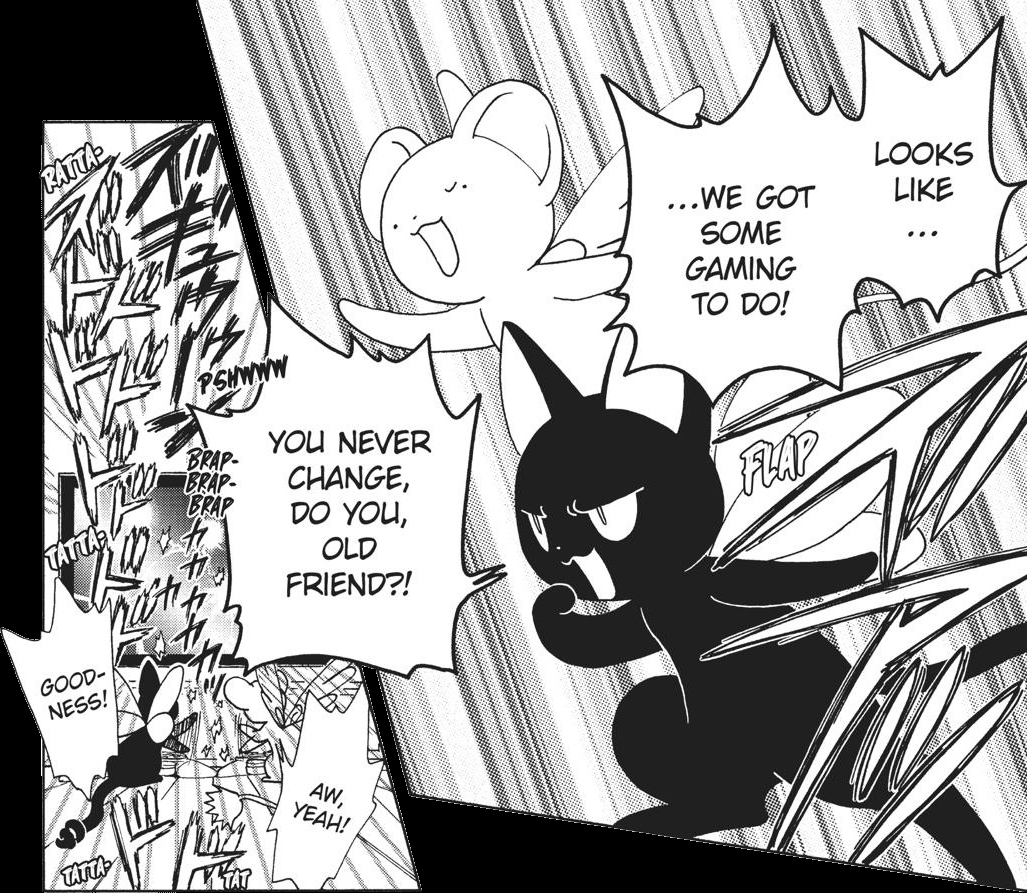 LOOKS
LIKE
...
...WE GOT
SOME
GAMING
TO DO!
FLAP
YOU NEVER
CHANGE,
DO YOU,
OLD
FRIEND?!
RATTA-
PSHWWW
BRAP-
BRAP-
BRAP
TATTA-
GOOD-
NESS!
AW,
YEAH!
TATTA-
TAT